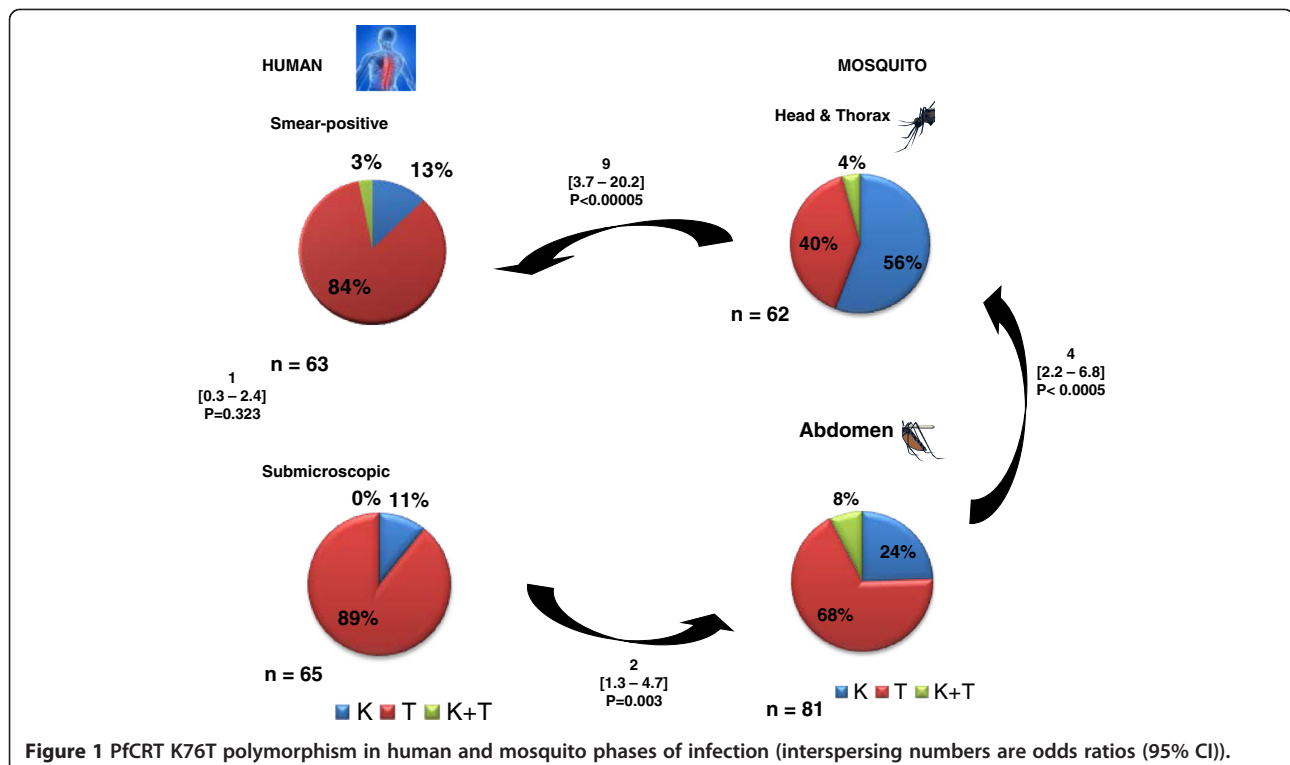 HUMAN
MOSQUITO
Smear-positive
Head & Thorax
3%
13%
84%
n = 63
9
[3.7 – 20.2]
P<0.00005
4%
40%
56%
n = 62
1
[0.3 – 2.4]
P=0.323
4
[2.2 – 6.8]
P< 0.0005
Submicroscopic
0%
11%
89%
n = 65
K T K+T
2
[1.3 – 4.7]
P=0.003
Abdomen
8%
24%
68%
n = 81
K T K+T
Figure 1 PfCRT K76T polymorphism in human and mosquito phases of infection (interspersing numbers are odds ratios (95% CI)).